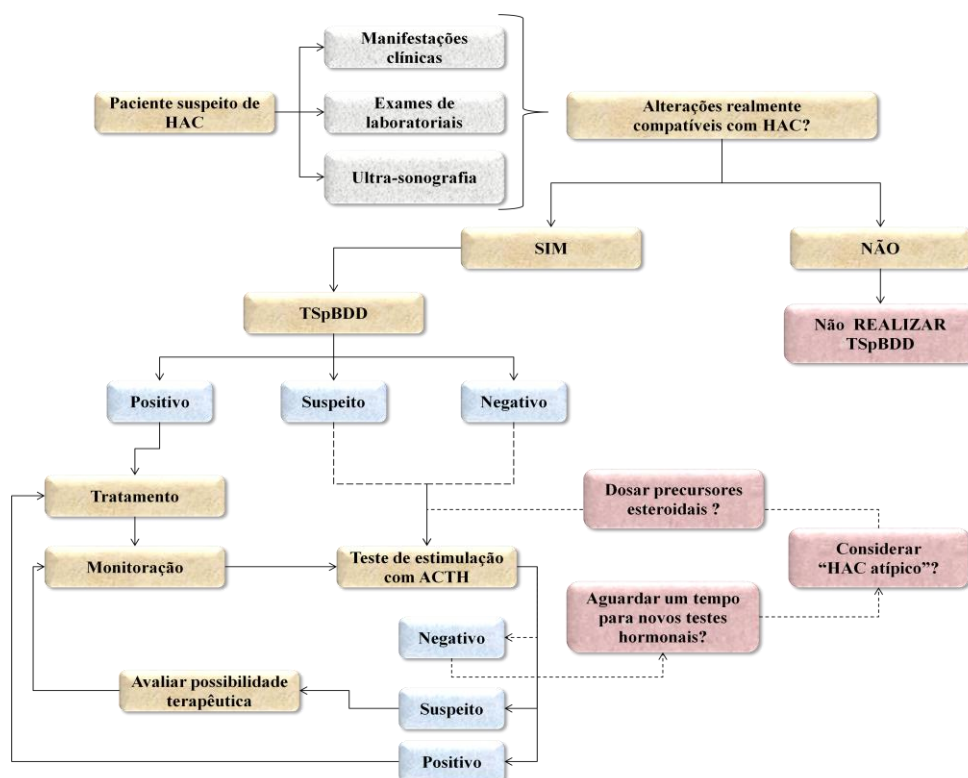 Manifestações
clínicas
Paciente suspeito de
HAC
Exames de
laboratoriais
Alterações realmente
compatíveis com HAC?
Ultra-sonografia
SIM
NÃO
TSpBDD
Não REALIZAR
TSpBDD
Positivo
Suspeito
Negativo
Tratamento
Dosar precursores
esteroidais ?
Monitoração
Teste de estimulação
com ACTH
Considerar
“HAC atípico”?
Aguardar um tempo
para novos testes
hormonais?
Negativo
Avaliar possibilidade
terapêutica
Suspeito
Positivo